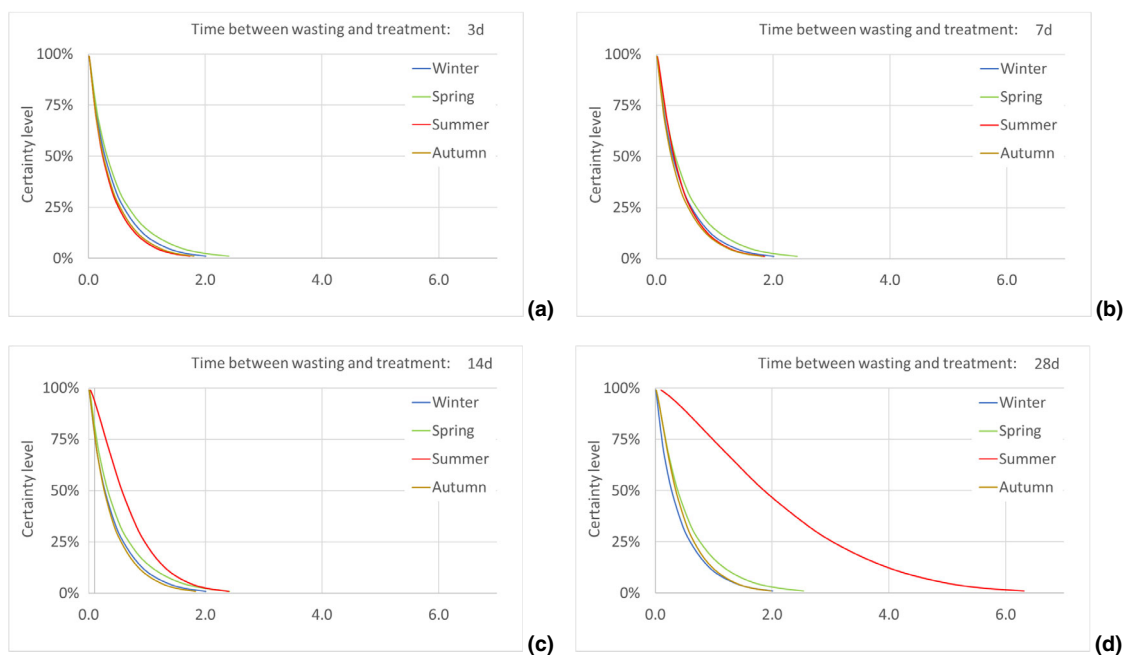 Time between wasting and treatment: 3d
100%
75%
50%
25%
0%
Certainty level
Winter
Spring
Summer
Autumn
0.0 2.0 4.0 6.0
(a)
Time between wasting and treatment: 7d
100%
75%
50%
25%
0%
Certainty level
Winter
Spring
Summer
Autumn
0.0 2.0 4.0 6.0
(b)
Time between wasting and treatment: 14d
100%
75%
50%
25%
0%
Certainty level
Winter
Spring
Summer
Autumn
0.0 2.0 4.0 6.0
(c)
Time between wasting and treatment: 28d
100%
75%
50%
25%
0%
Certainty level
Winter
Spring
Summer
Autumn
0.0 2.0 4.0 6.0
(d)